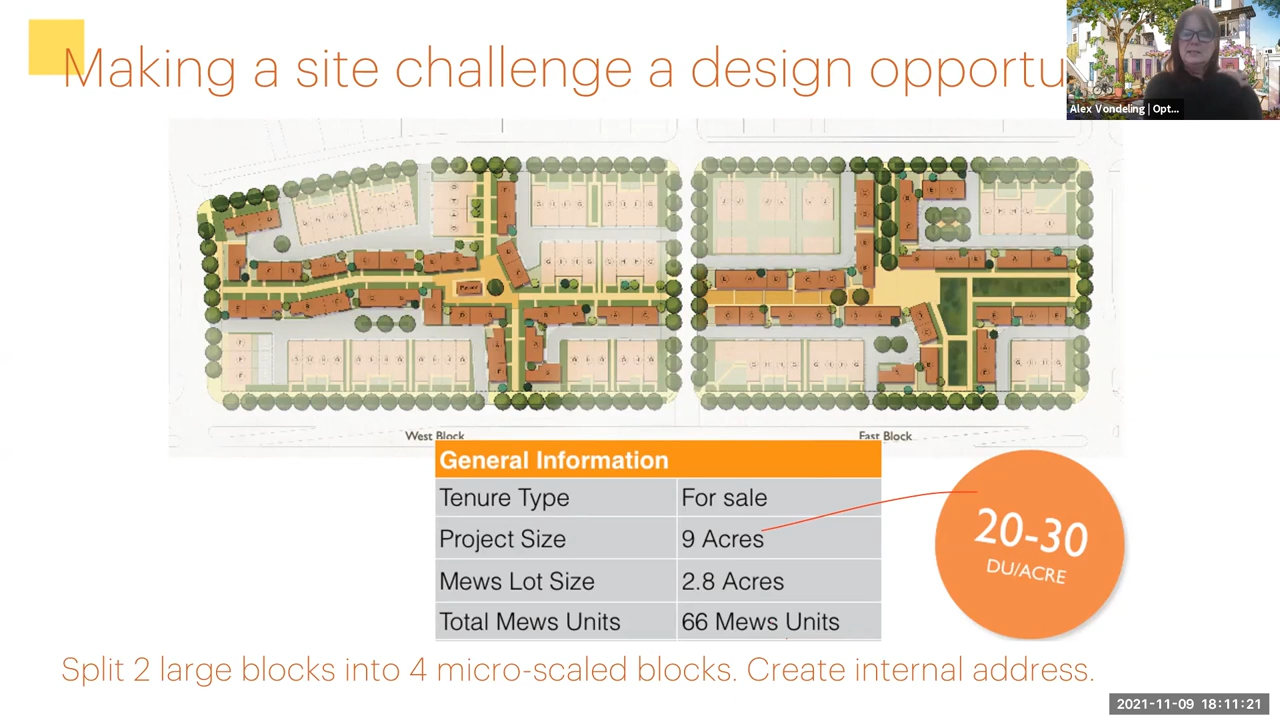 Making a site challenge a design opportu
Alex Vondeling | Opt...
West Block
East Block
General Information
Tenure Type For sale
Project Size 9 Acres
Mews Lot Size 2.8 Acres
Total Mews Units 66 Mews Units
20-30
DU/ACRE
Split 2 large blocks into 4 micro-scaled blocks. Create internal address.
2021-11-09 18:11:21